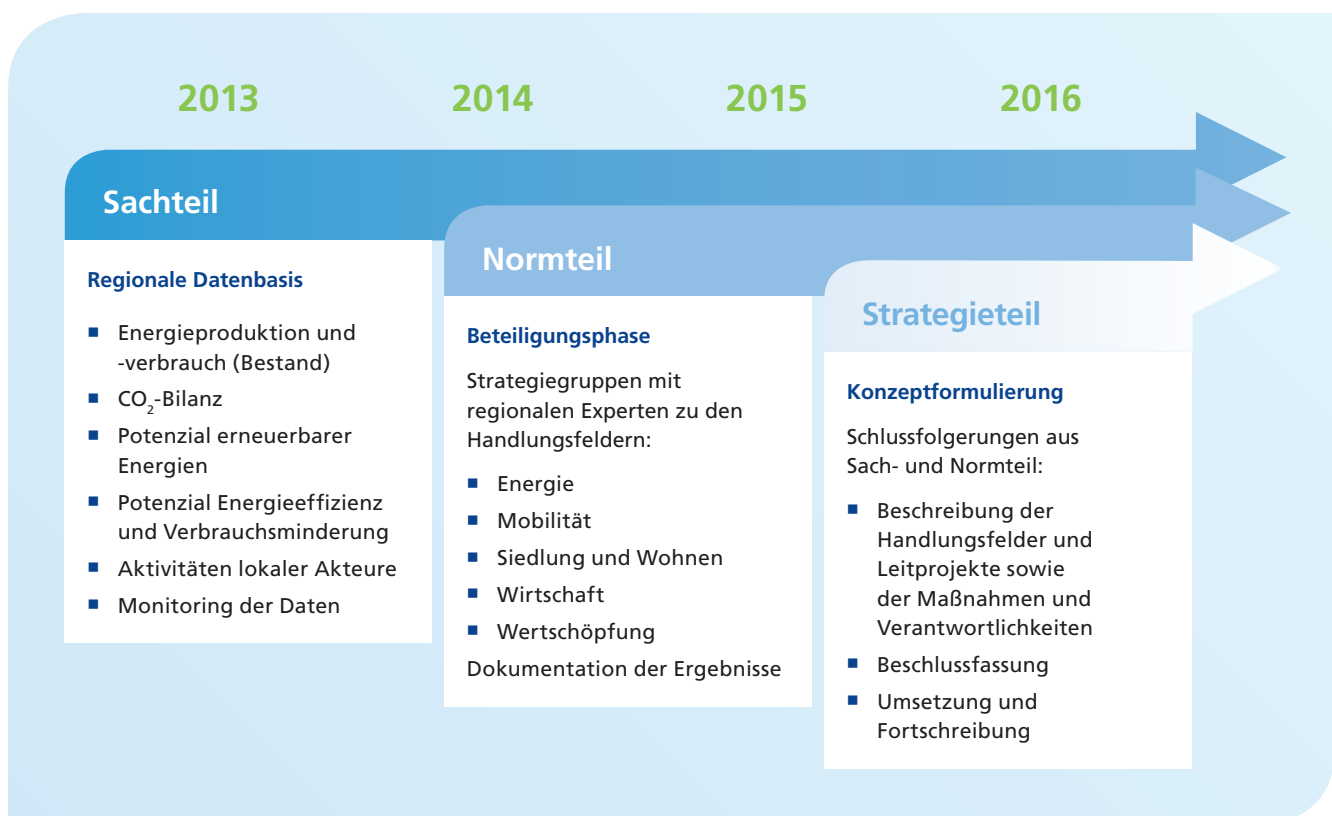 2013 2014 2015 2016
Sachteil
Regionale Datenbasis
■ Energieproduktion und
-verbrauch (Bestand)
■ CO₂-Bilanz
■ Potenzial erneuerbarer
Energien
■ Potenzial Energieeffizienz
und Verbrauchsminderung
■ Aktivitäten lokaler Akteure
■ Monitoring der Daten
Normteil
Beteiligungsphase
Strategiegruppen mit
regionalen Experten zu den
Handlungsfeldern:
■ Energie
■ Mobilität
■ Siedlung und Wohnen
■ Wirtschaft
■ Wertschöpfung
Dokumentation der Ergebnisse
Strategieteil
Konzeptformulierung
Schlussfolgerungen aus
Sach- und Normteil:
■ Beschreibung der
Handlungsfelder und
Leitprojekte sowie
der Maßnahmen und
Verantwortlichkeiten
■ Beschlussfassung
■ Umsetzung und
Fortschreibung